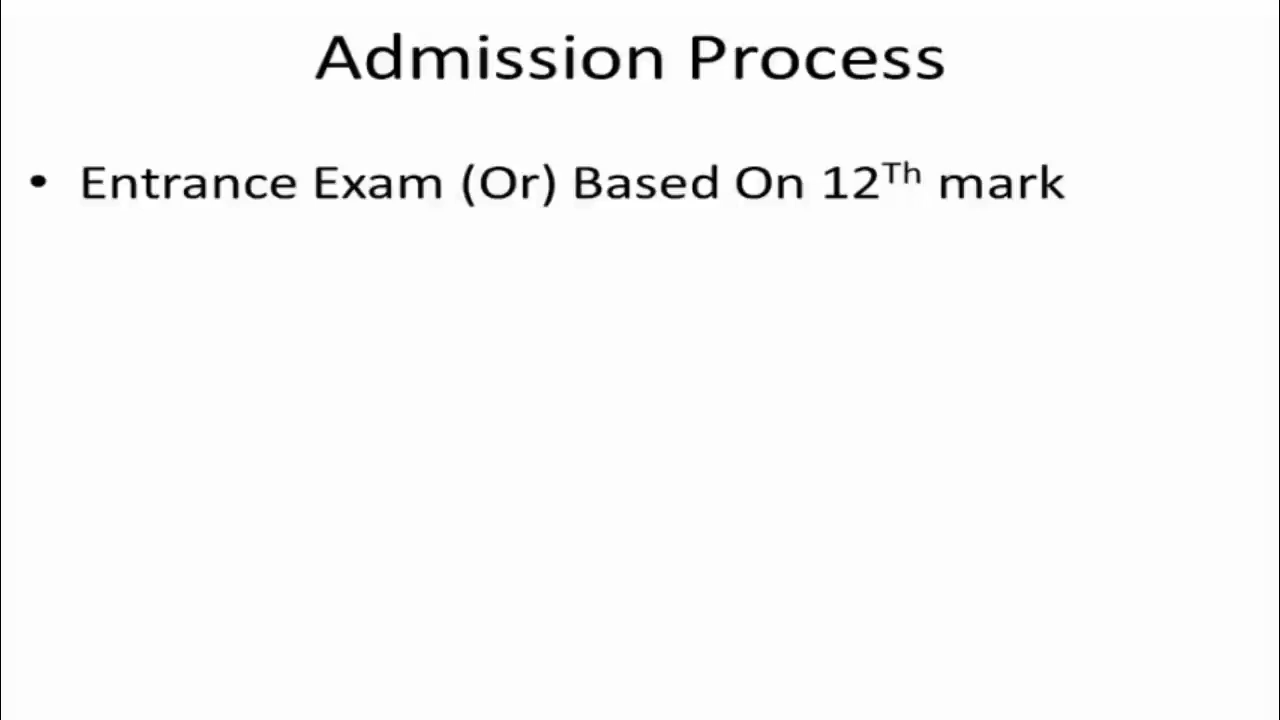 Admission Process
• Entrance Exam (Or) Based On 12Th mark